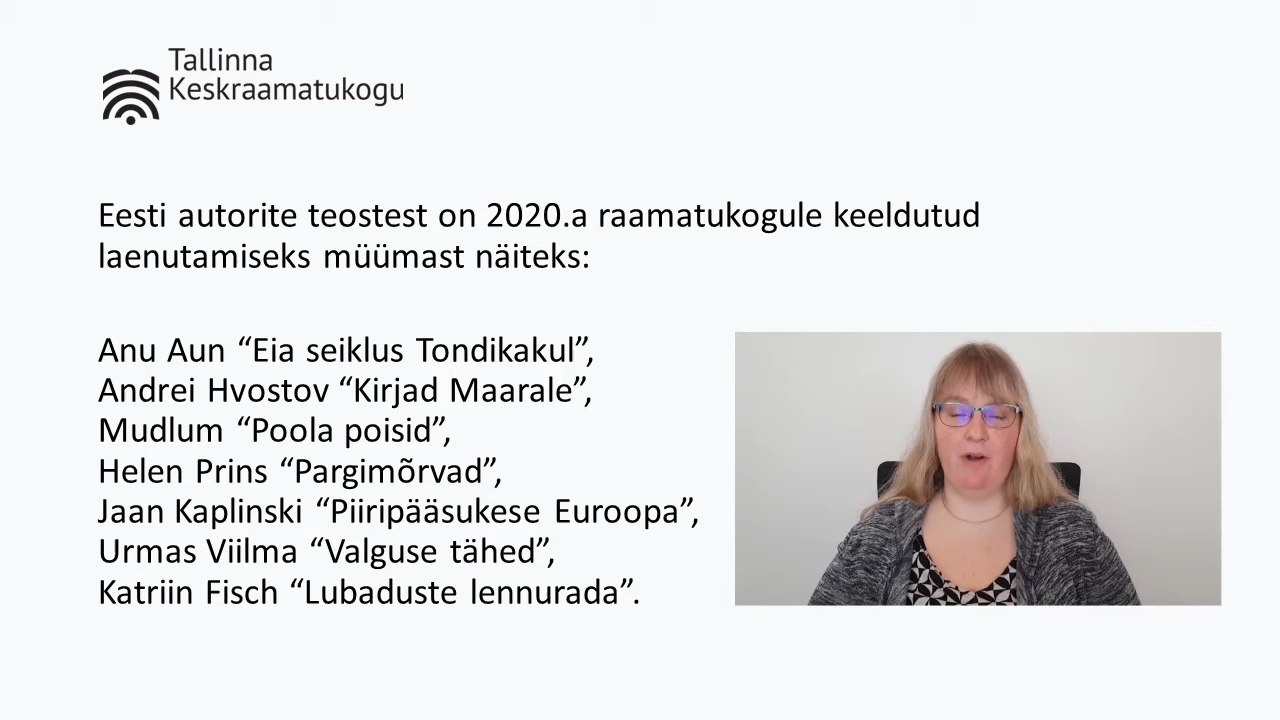 Tallinna
Keskraamatukogu
Eesti autorite teostest on 2020.a raamatukogule keeldutud
laenutamiseks müümast näiteks:
Anu Aun “Eia seiklus Tondikakul”,
Andrei Hvostov “Kirjad Maarale”,
Mudlum “Poola poisid”,
Helen Prins “Pargimõrvad”,
Jaan Kaplinski “Piiripääsukese Euroopa”,
Urmas Viilma “Valguse tähed”,
Katriin Fisch “Lubaduste lennurada”.